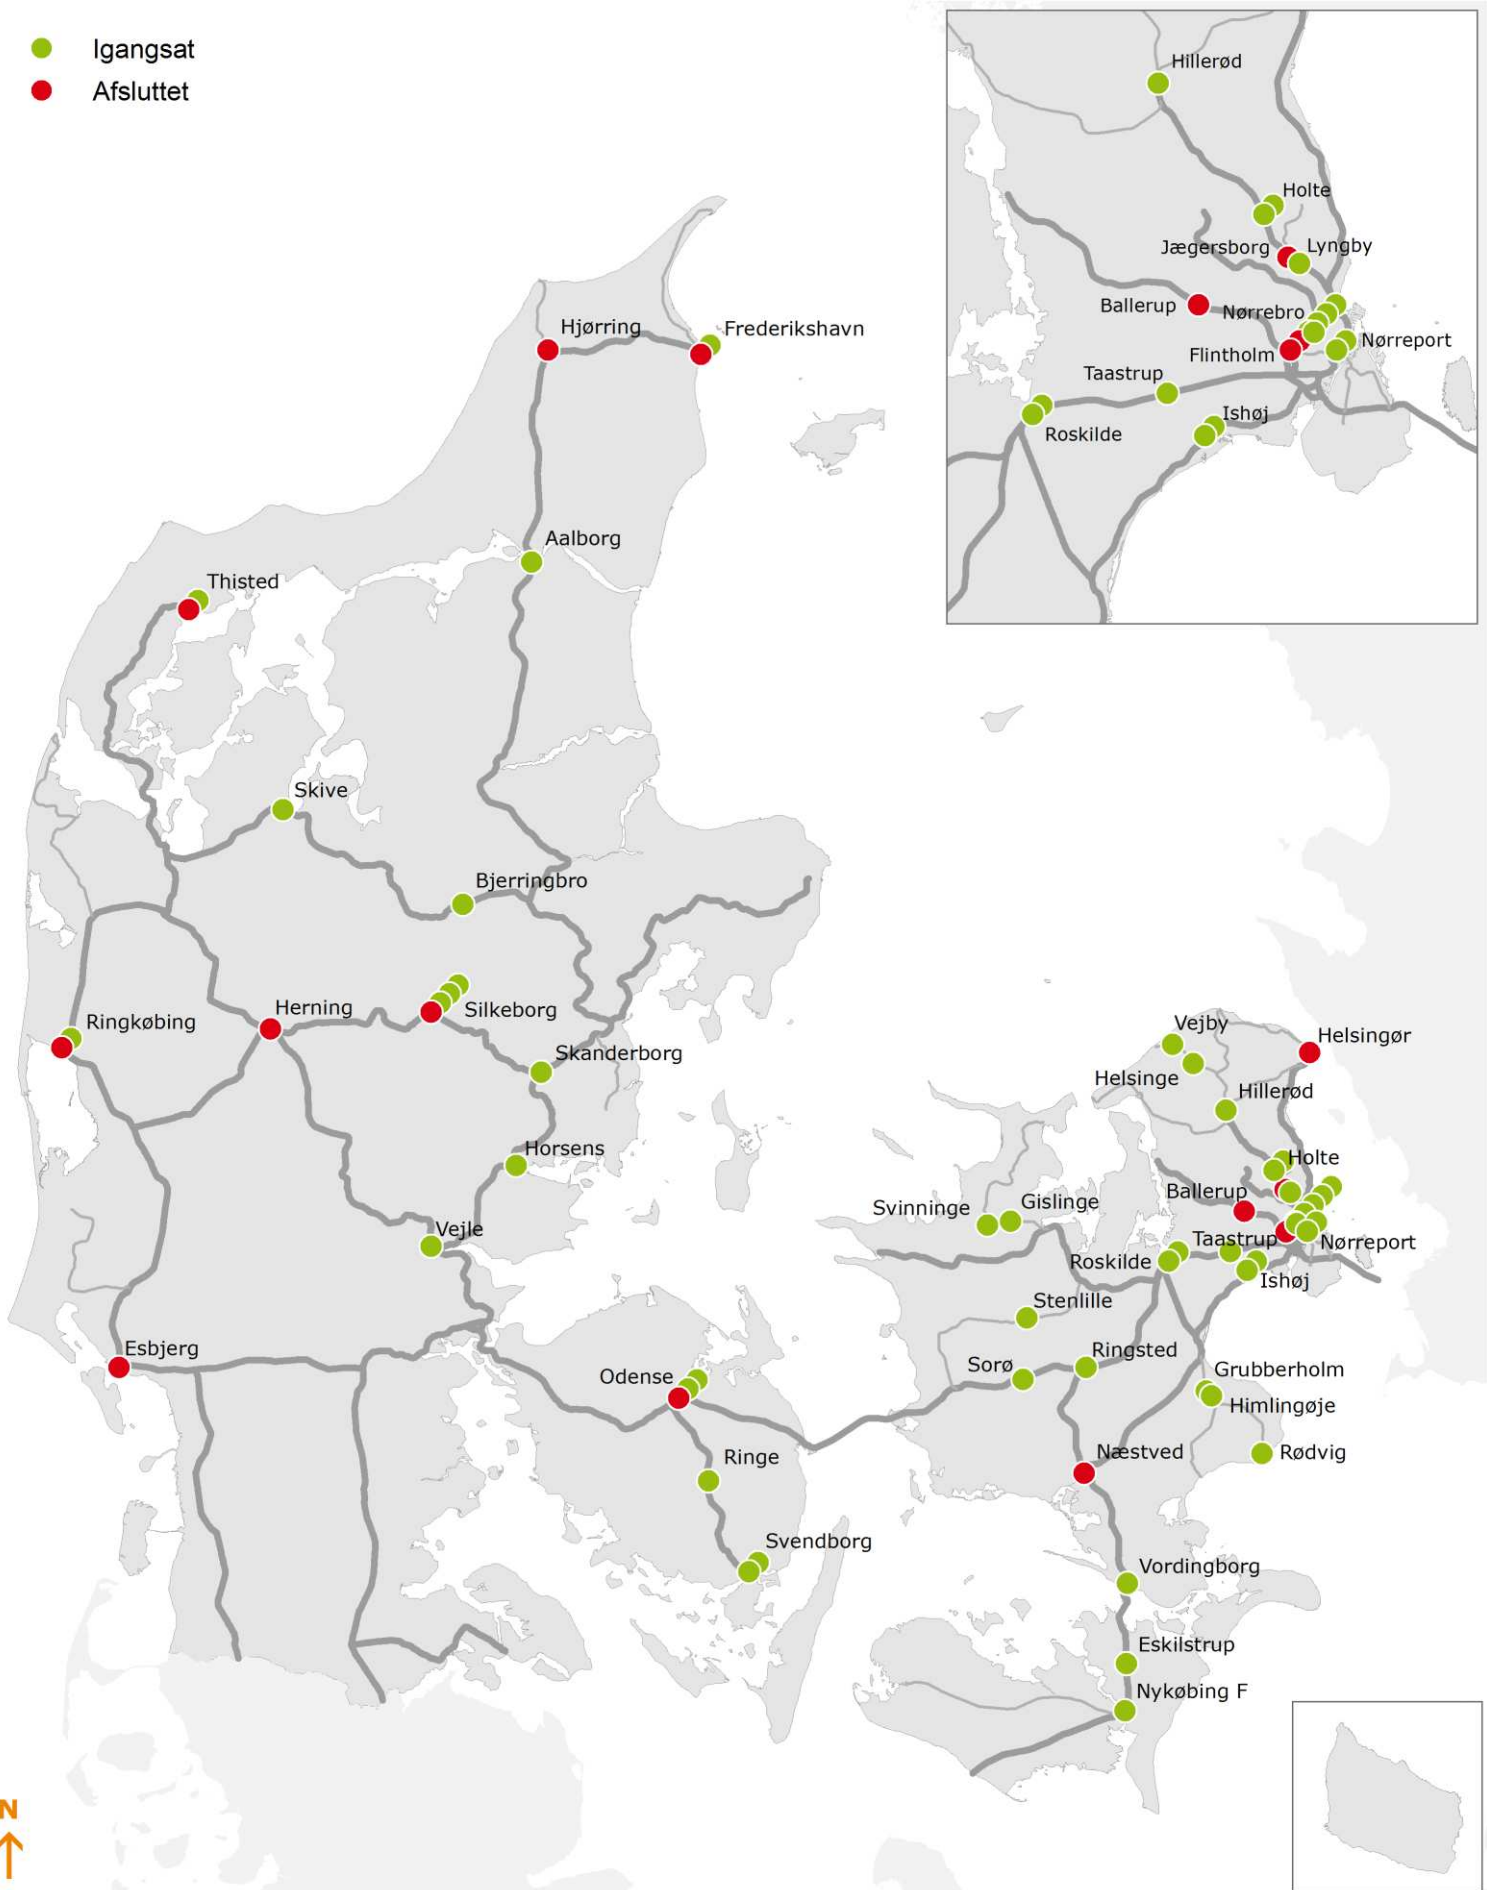 Igangsat
Afsluttet
Hillerød
Holte
Jægersborg
Lyngby
Ballerup
Nørrebro
Flintholm
Nørreport
Taastrup
Ishøj
Roskilde
Hjørring
Frederikshavn
Aalborg
Thisted
Skive
Bjerringbro
Ringkøbing
Herning
Silkeborg
Skanderborg
Horsens
Vejle
Esbjerg
Odense
Ringe
Svendborg
Vejby
Helsingør
Helsinge
Hillerød
Holte
Ballerup
Svinninge
Gislinge
Taastrup
Nørreport
Roskilde
Ishøj
Stenlille
Sorø
Ringsted
Grubberholm
Himlingøje
Næstved
Rødvig
Vordingborg
Eskilstrup
Nykøbing F
N